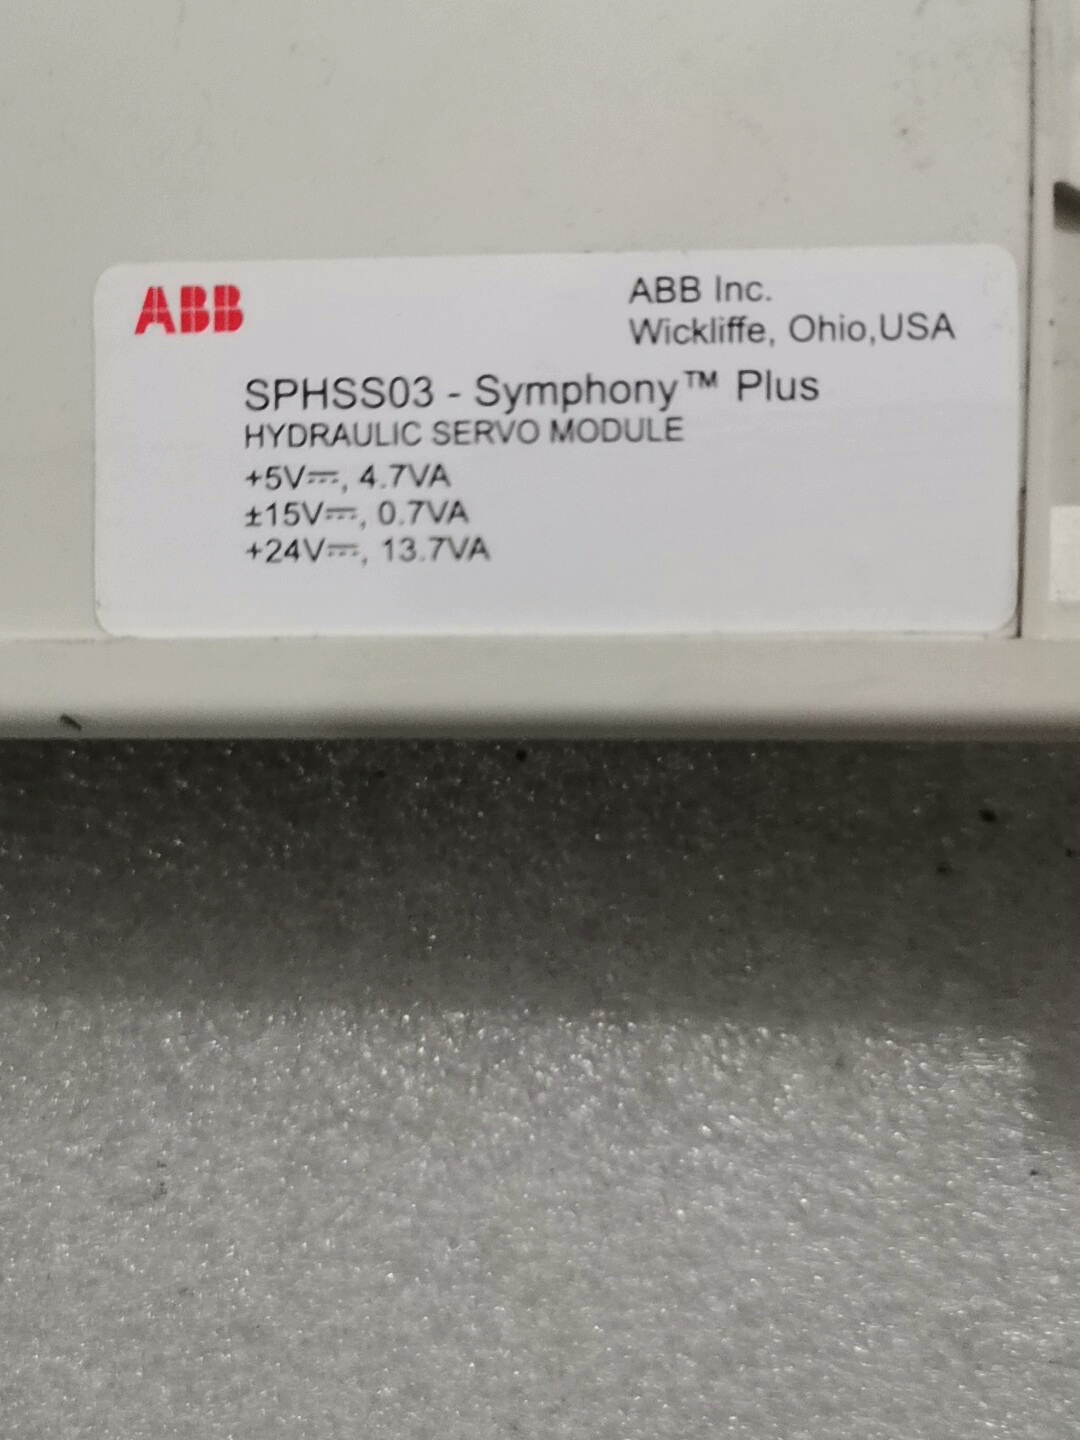 ABB
ABB Inc.
Wickliffe, Ohio,USA
SPHSS03 - Symphony™ Plus
HYDRAULIC SERVO MODULE
+5V⎓, 4.7VA
±15V⎓, 0.7VA
+24V⎓, 13.7VA